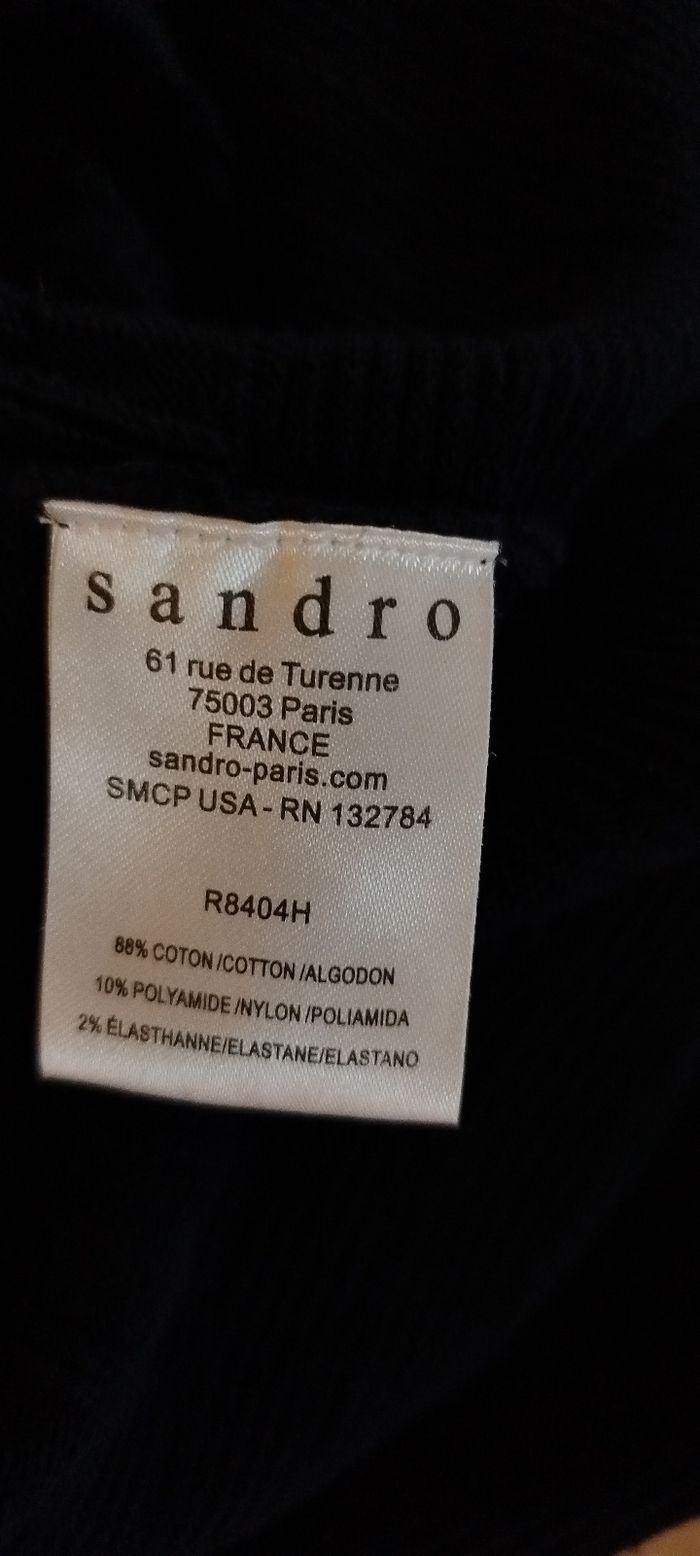 sandro
61 rue de Turenne
75003 Paris
FRANCE
sandro-paris.com
SMCP USA - RN 132784
R8404H
88% COTON /COTTON /ALGODON
10% POLYAMIDE /NYLON /POLIAMIDA
2% ÉLASTHANNE/ELASTANE/ELASTANO